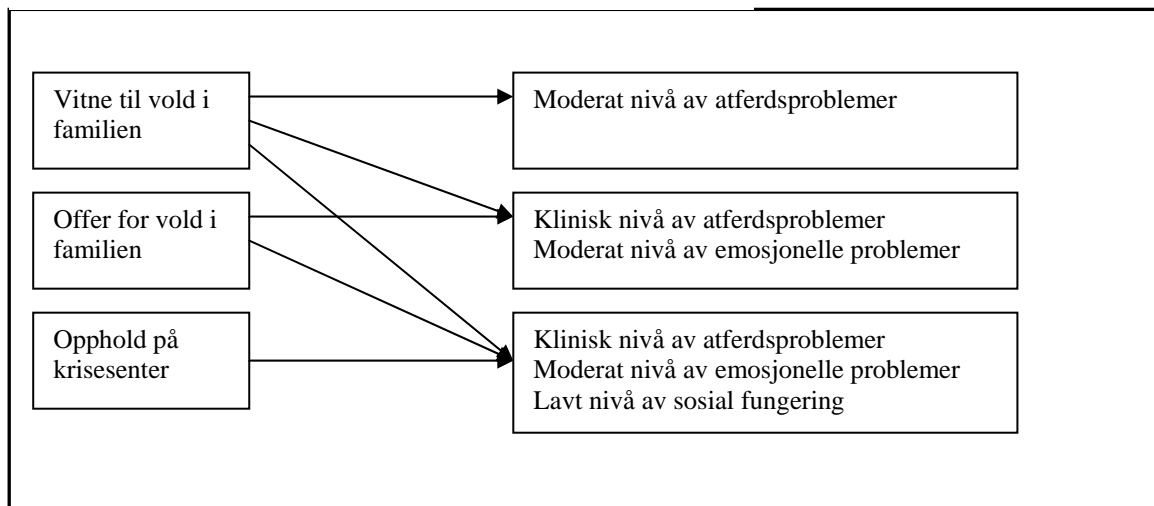 Vitne til vold i
familien
Moderat nivå av atferdsproblemer
Offer for vold i
familien
Klinisk nivå av atferdsproblemer
Moderat nivå av emosjonelle problemer
Opphold på
krisesenter
Klinisk nivå av atferdsproblemer
Moderat nivå av emosjonelle problemer
Lavt nivå av sosial fungering